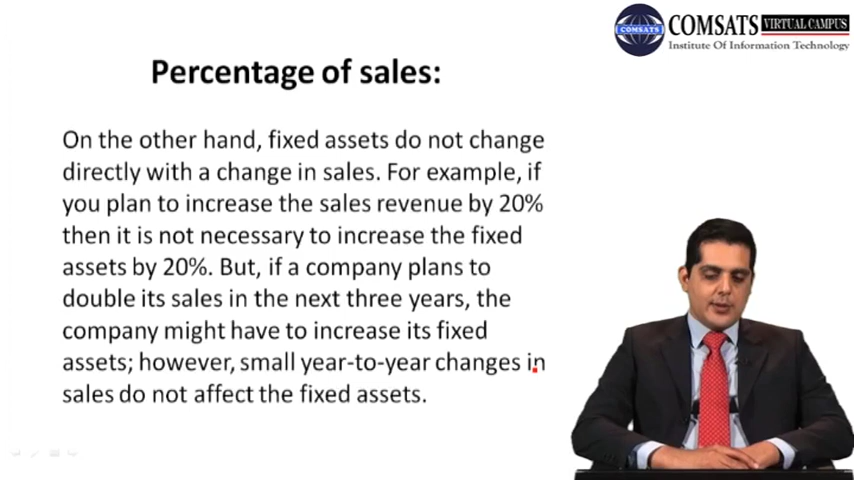 COMSATS VIRTUAL CAMPUS
COMSATS
Institute Of Information Technology
Percentage of sales:
On the other hand, fixed assets do not change
directly with a change in sales. For example, if
you plan to increase the sales revenue by 20%
then it is not necessary to increase the fixed
assets by 20%. But, if a company plans to
double its sales in the next three years, the
company might have to increase its fixed
assets; however, small year-to-year changes in
sales do not affect the fixed assets.